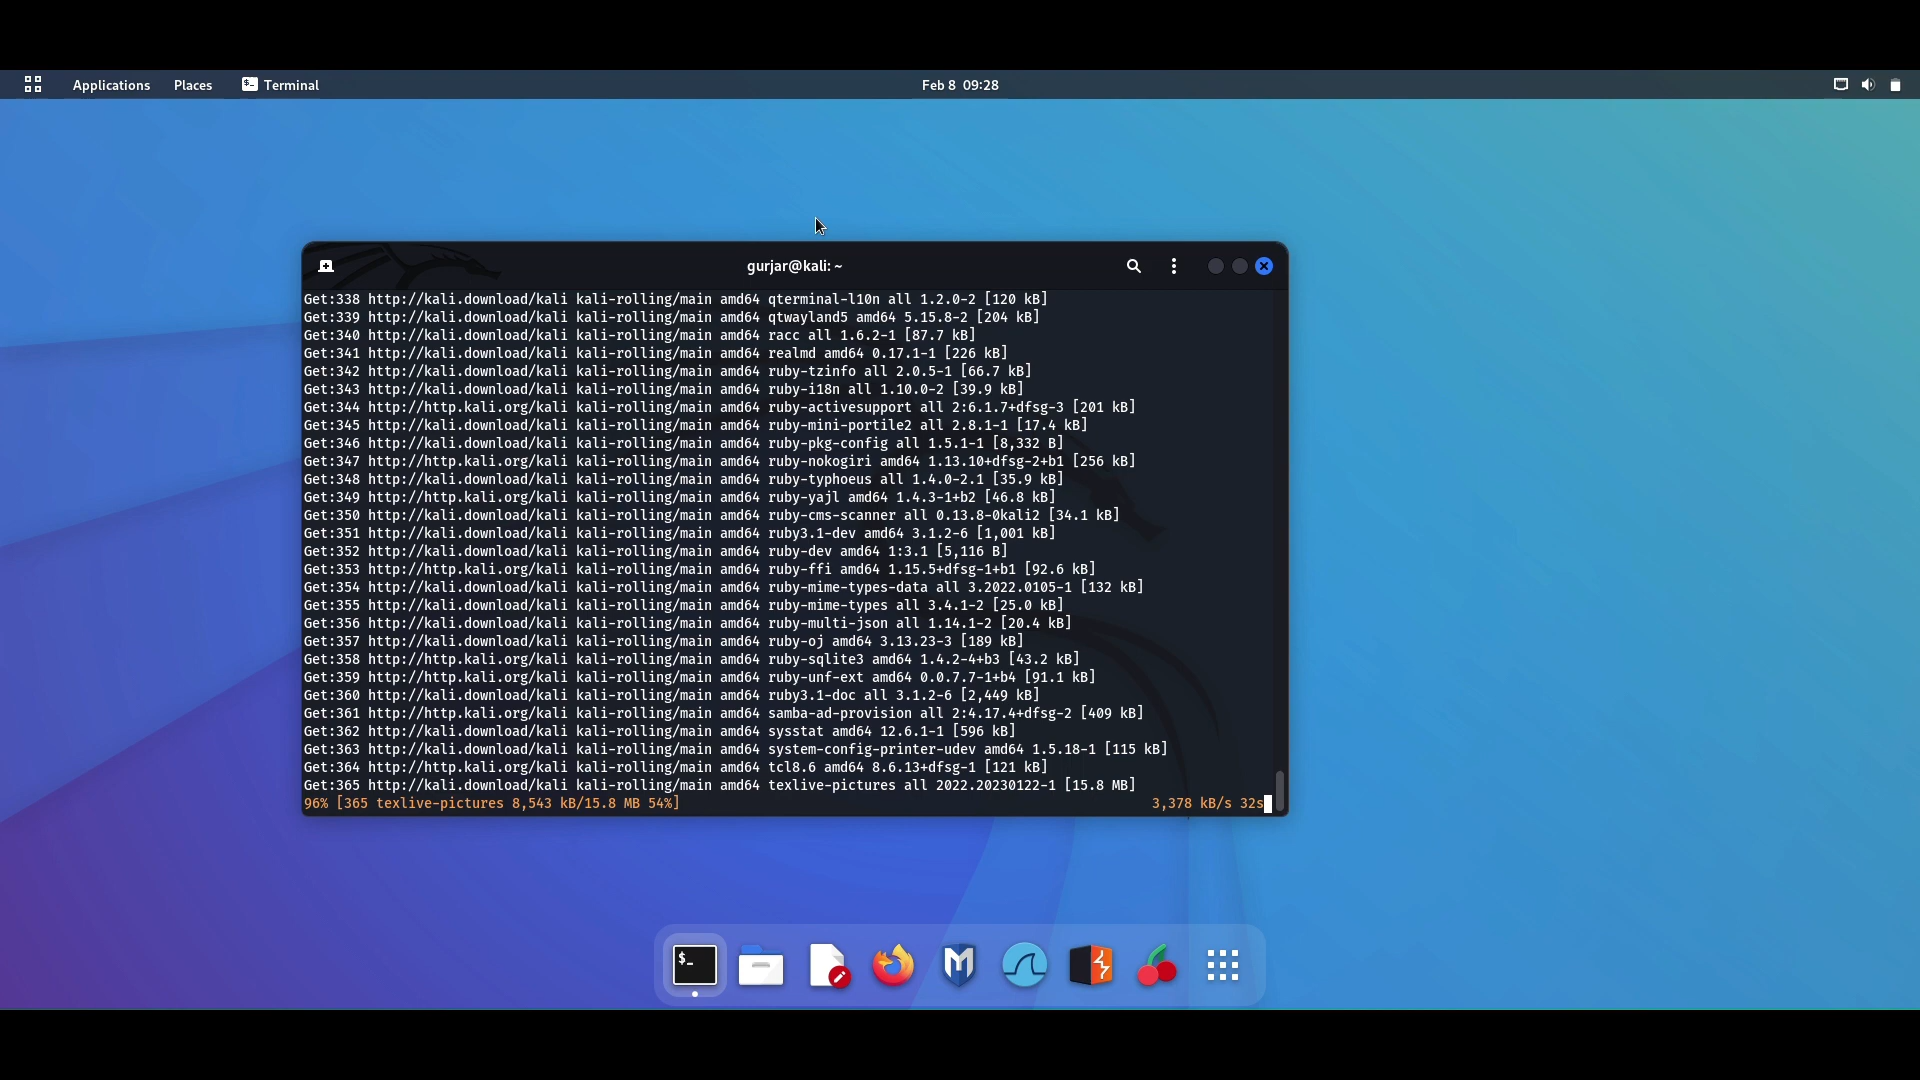 Applications Places Terminal Feb 8 09:28
gurjar@kali: ~
Get:338 http://kali.download/kali kali-rolling/main amd64 qterminal-l10n all 1.2.0-2 [120 kB]
Get:339 http://kali.download/kali kali-rolling/main amd64 qtwayland5 amd64 5.15.8-2 [204 kB]
Get:340 http://kali.download/kali kali-rolling/main amd64 racc all 1.6.2-1 [87.7 kB]
Get:341 http://kali.download/kali kali-rolling/main amd64 realmd amd64 0.17.1-1 [226 kB]
Get:342 http://kali.download/kali kali-rolling/main amd64 ruby-tzinfo all 2.0.5-1 [66.7 kB]
Get:343 http://kali.download/kali kali-rolling/main amd64 ruby-i18n all 1.10.0-2 [39.9 kB]
Get:344 http://http.kali.org/kali kali-rolling/main amd64 ruby-activesupport all 2:6.1.7+dfsg-3 [201 kB]
Get:345 http://kali.download/kali kali-rolling/main amd64 ruby-mini-portile2 all 2.8.1-1 [17.4 kB]
Get:346 http://kali.download/kali kali-rolling/main amd64 ruby-pkg-config all 1.5.1-1 [8,332 B]
Get:347 http://http.kali.org/kali kali-rolling/main amd64 ruby-nokogiri amd64 1.13.10+dfsg-2+b1 [256 kB]
Get:348 http://kali.download/kali kali-rolling/main amd64 ruby-typhoeus all 1.4.0-2.1 [35.9 kB]
Get:349 http://http.kali.org/kali kali-rolling/main amd64 ruby-yajl amd64 1.4.3-1+b2 [46.8 kB]
Get:350 http://kali.download/kali kali-rolling/main amd64 ruby-cms-scanner all 0.13.8-0kali2 [34.1 kB]
Get:351 http://kali.download/kali kali-rolling/main amd64 ruby3.1-dev amd64 3.1.2-6 [1,001 kB]
Get:352 http://kali.download/kali kali-rolling/main amd64 ruby-dev amd64 1:3.1 [5,116 B]
Get:353 http://http.kali.org/kali kali-rolling/main amd64 ruby-ffi amd64 1.15.5+dfsg-1+b1 [92.6 kB]
Get:354 http://kali.download/kali kali-rolling/main amd64 ruby-mime-types-data all 3.2022.0105-1 [132 kB]
Get:355 http://kali.download/kali kali-rolling/main amd64 ruby-mime-types all 3.4.1-2 [25.0 kB]
Get:356 http://kali.download/kali kali-rolling/main amd64 ruby-multi-json all 1.14.1-2 [20.4 kB]
Get:357 http://kali.download/kali kali-rolling/main amd64 ruby-oj amd64 3.13.23-3 [189 kB]
Get:358 http://http.kali.org/kali kali-rolling/main amd64 ruby-sqlite3 amd64 1.4.2-4+b3 [43.2 kB]
Get:359 http://http.kali.org/kali kali-rolling/main amd64 ruby-unf-ext amd64 0.0.7.7-1+b4 [91.1 kB]
Get:360 http://kali.download/kali kali-rolling/main amd64 ruby3.1-doc all 3.1.2-6 [2,449 kB]
Get:361 http://http.kali.org/kali kali-rolling/main amd64 samba-ad-provision all 2:4.17.4+dfsg-2 [409 kB]
Get:362 http://kali.download/kali kali-rolling/main amd64 sysstat amd64 12.6.1-1 [596 kB]
Get:363 http://kali.download/kali kali-rolling/main amd64 system-config-printer-udev amd64 1.5.18-1 [115 kB]
Get:364 http://http.kali.org/kali kali-rolling/main amd64 tcl8.6 amd64 8.6.13+dfsg-1 [121 kB]
Get:365 http://kali.download/kali kali-rolling/main amd64 texlive-pictures all 2022.20230122-1 [15.8 MB]
96% [365 texlive-pictures 8,543 kB/15.8 MB 54%] 3,378 kB/s 32s
$_